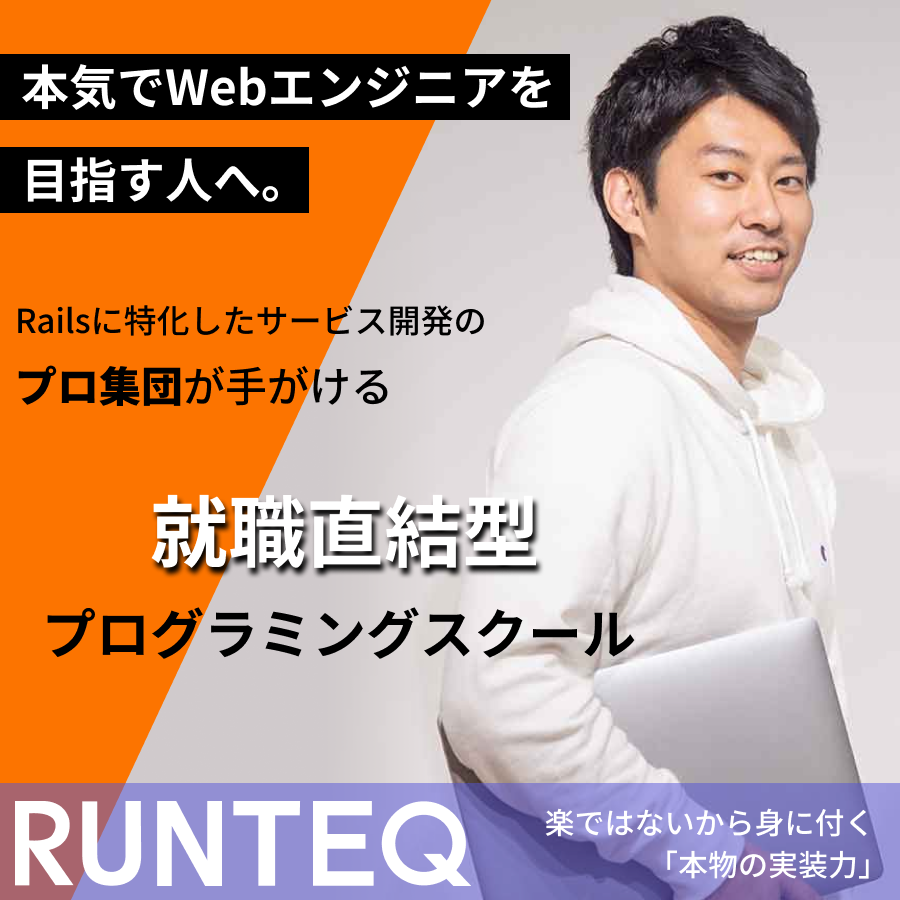 本気でWebエンジニアを
目指す人へ。
Railsに特化したサービス開発の
プロ集団が手がける
就職直結型
プログラミングスクール
RUNTEQ
楽ではないから身に付く
「本物の実装力」